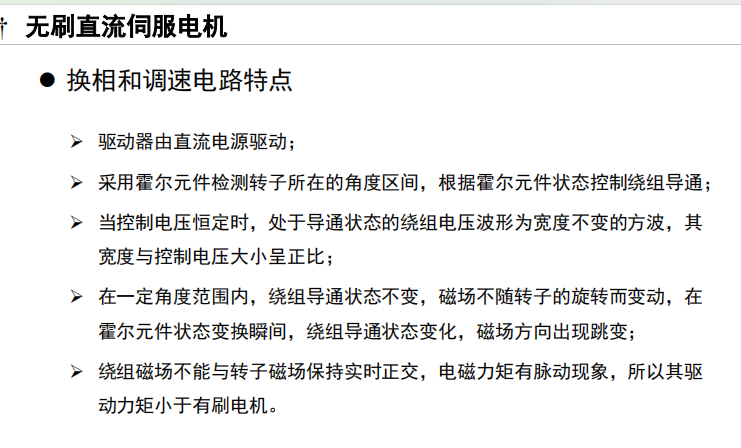 无刷直流伺服电机
● 换相和调速电路特点
➢ 驱动器由直流电源驱动；
➢ 采用霍尔元件检测转子所在的角度区间，根据霍尔元件状态控制绕组导通；
➢ 当控制电压恒定时，处于导通状态的绕组电压波形为宽度不变的方波，其
宽度与控制电压大小呈正比；
➢ 在一定角度范围内，绕组导通状态不变，磁场不随转子的旋转而变动，在
霍尔元件状态变换瞬间，绕组导通状态变化，磁场方向出现跳变；
➢ 绕组磁场不能与转子磁场保持实时正交，电磁力矩有脉动现象，所以其驱
动力矩小于有刷电机。